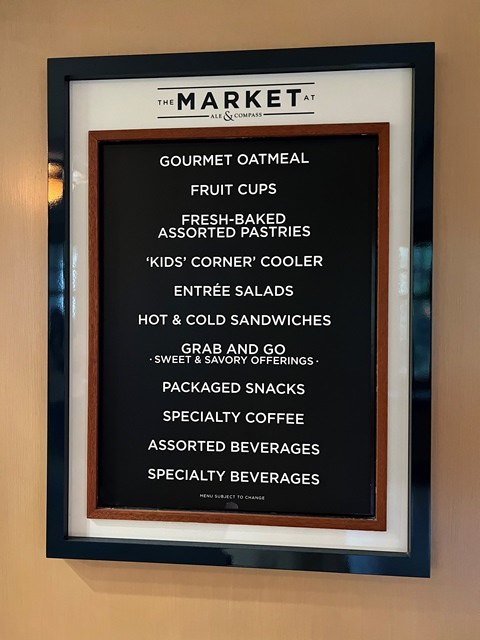 THE MARKET AT
ALE & COMPASS
GOURMET OATMEAL
FRUIT CUPS
FRESH-BAKED
ASSORTED PASTRIES
‘KIDS’ CORNER’ COOLER
ENTRÉE SALADS
HOT & COLD SANDWICHES
GRAB AND GO
· SWEET & SAVORY OFFERINGS ·
PACKAGED SNACKS
SPECIALTY COFFEE
ASSORTED BEVERAGES
SPECIALTY BEVERAGES
MENU SUBJECT TO CHANGE